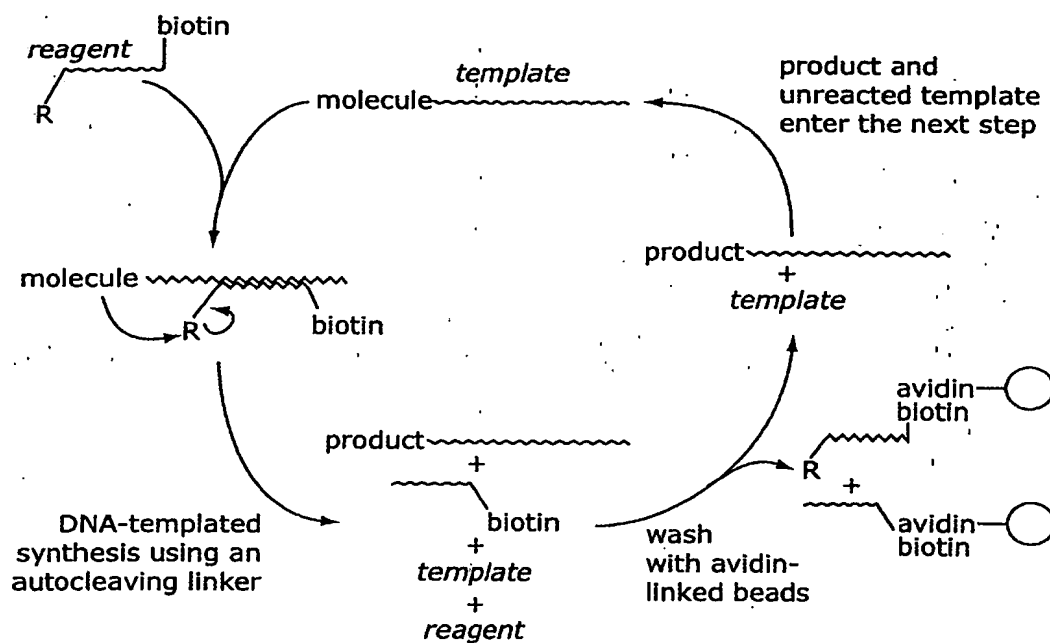 biotin
reagent
R
template
molecule
product and
unreacted template
enter the next step
molecule
R
biotin
product
+
template
avidin
biotin
R
+
avidin
biotin
product
+
biotin
+
template
+
reagent
DNA-templated
synthesis using an
autocleaving linker
wash
with avidin-
linked beads